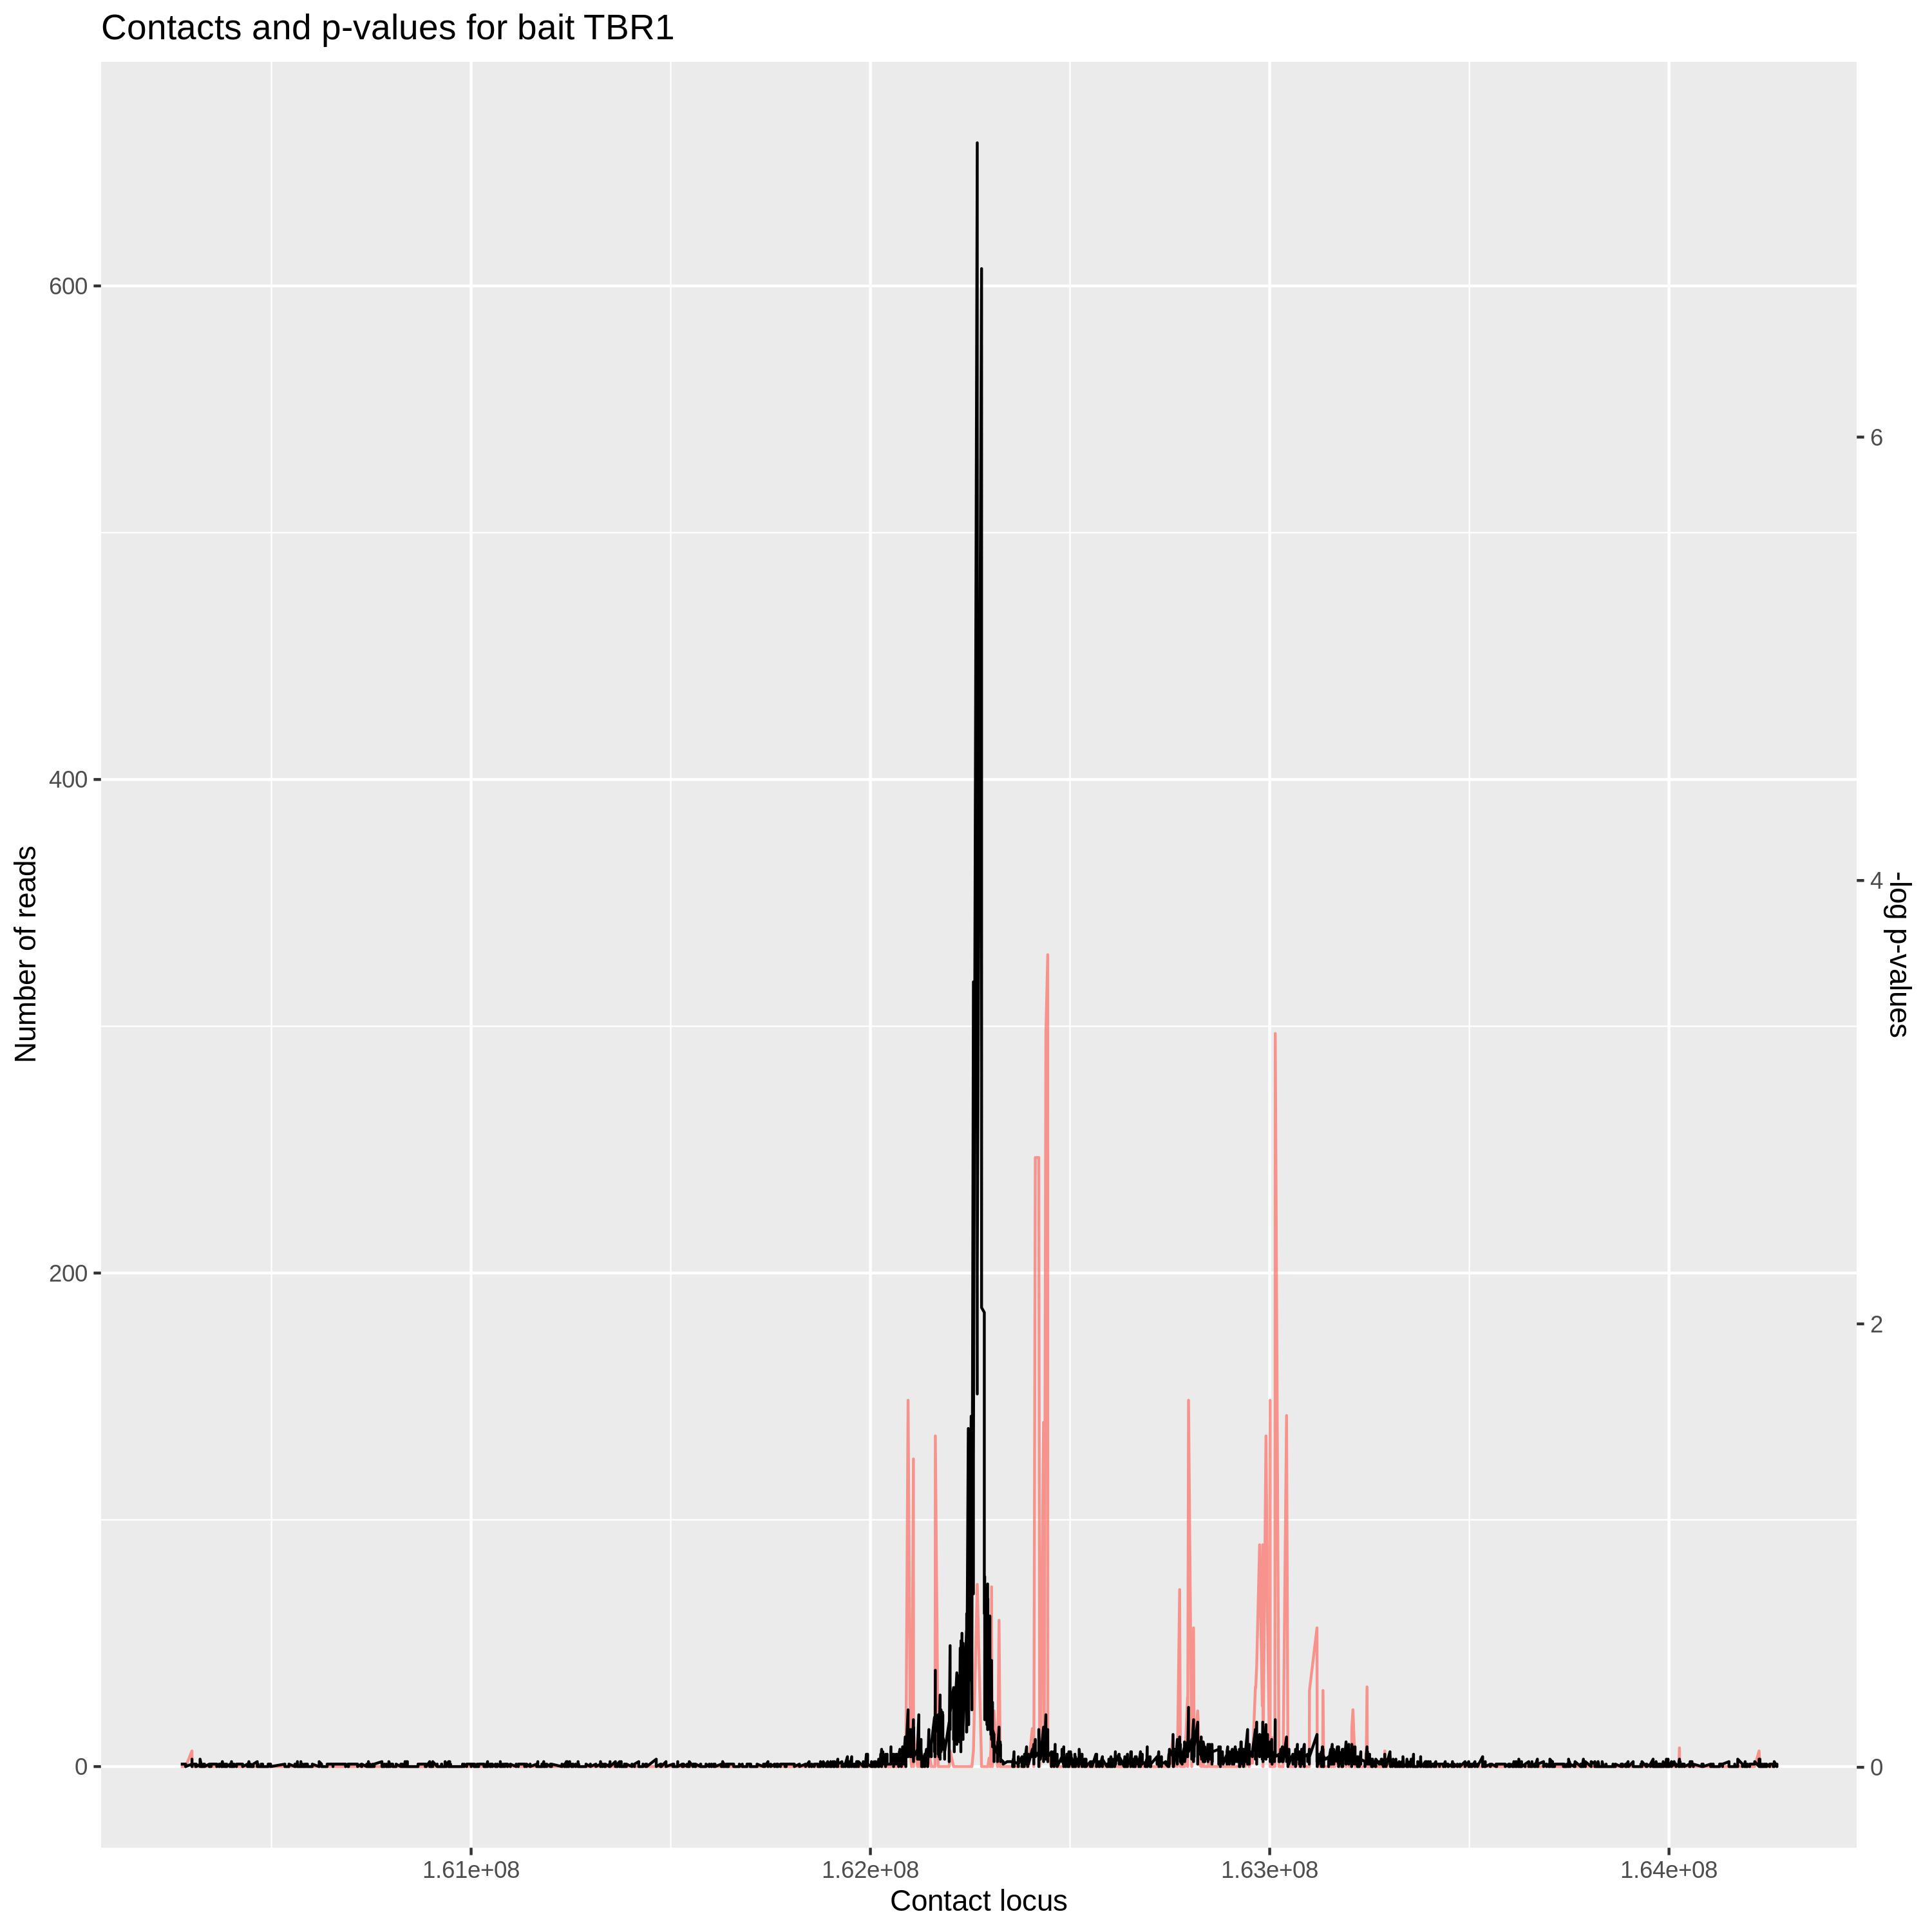 Contacts and p-values for bait TBR1
600
400
200
0
Number of reads
6
4
2
0
-log p-values
1.61e+08 1.62e+08 1.63e+08 1.64e+08
Contact locus